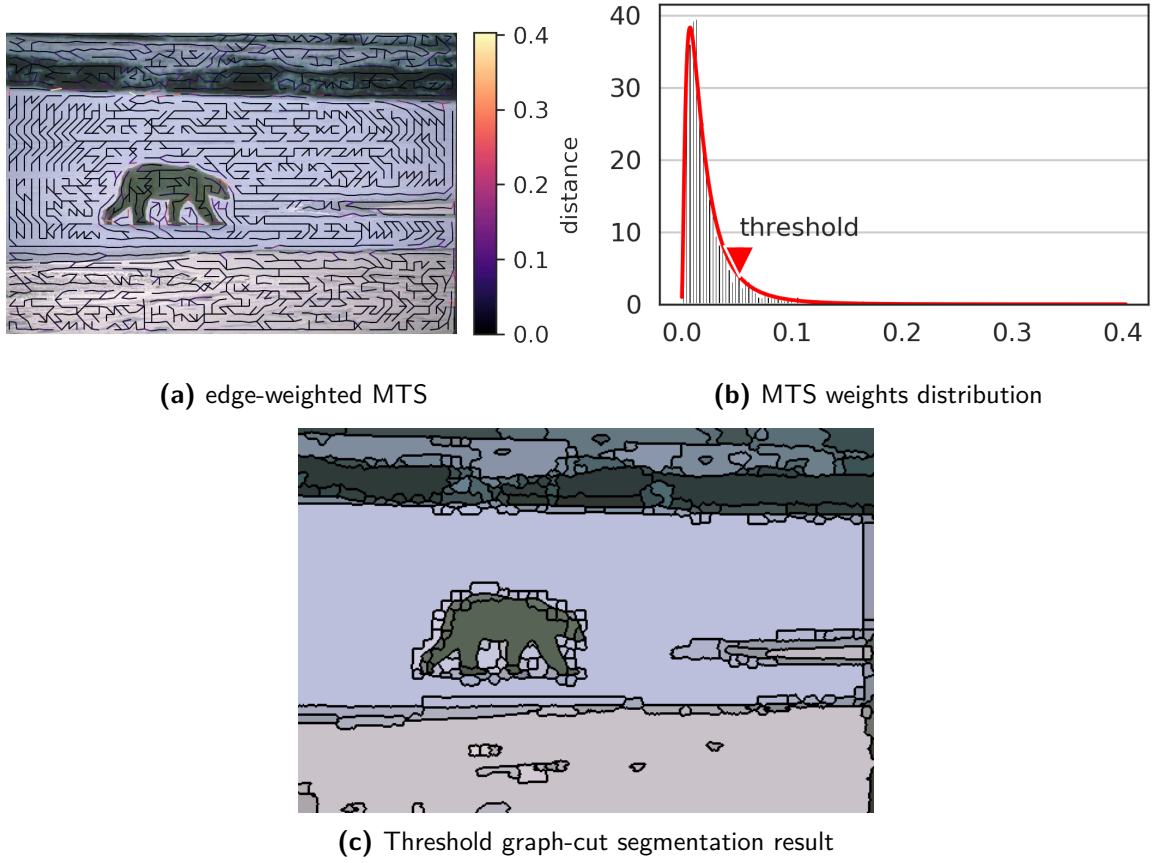 0.4
0.3
0.2
0.1
0.0
distance
40
30
20
10
0
threshold
0.0 0.1 0.2 0.3 0.4
(a) edge-weighted MTS
(b) MTS weights distribution
(c) Threshold graph-cut segmentation result